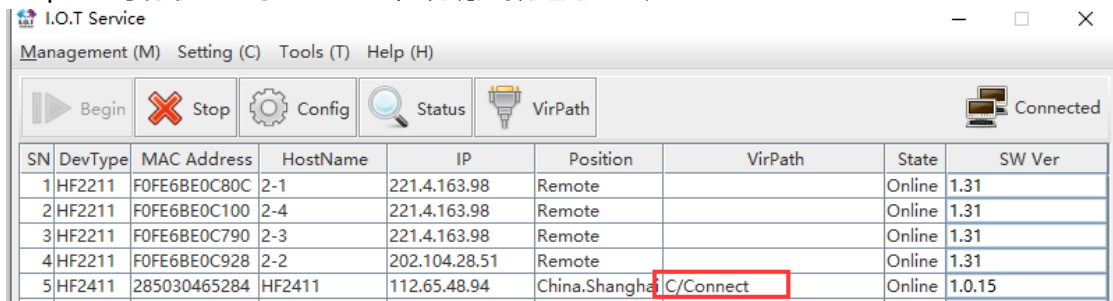 I.O.T Service
Management (M) Setting (C) Tools (T) Help (H)
Begin Stop Config Status VirPath Connected
SN DevType MAC Address HostName IP Position VirPath State SW Ver
1 HF2211 F0FE6BE0C80C 2-1 221.4.163.98 Remote Online 1.31
2 HF2211 F0FE6BE0C100 2-4 221.4.163.98 Remote Online 1.31
3 HF2211 F0FE6BE0C790 2-3 221.4.163.98 Remote Online 1.31
4 HF2211 F0FE6BE0C928 2-2 202.104.28.51 Remote Online 1.31
5 HF2411 285030465284 HF2411 112.65.48.94 China.Shanghai C/Connect Online 1.0.15